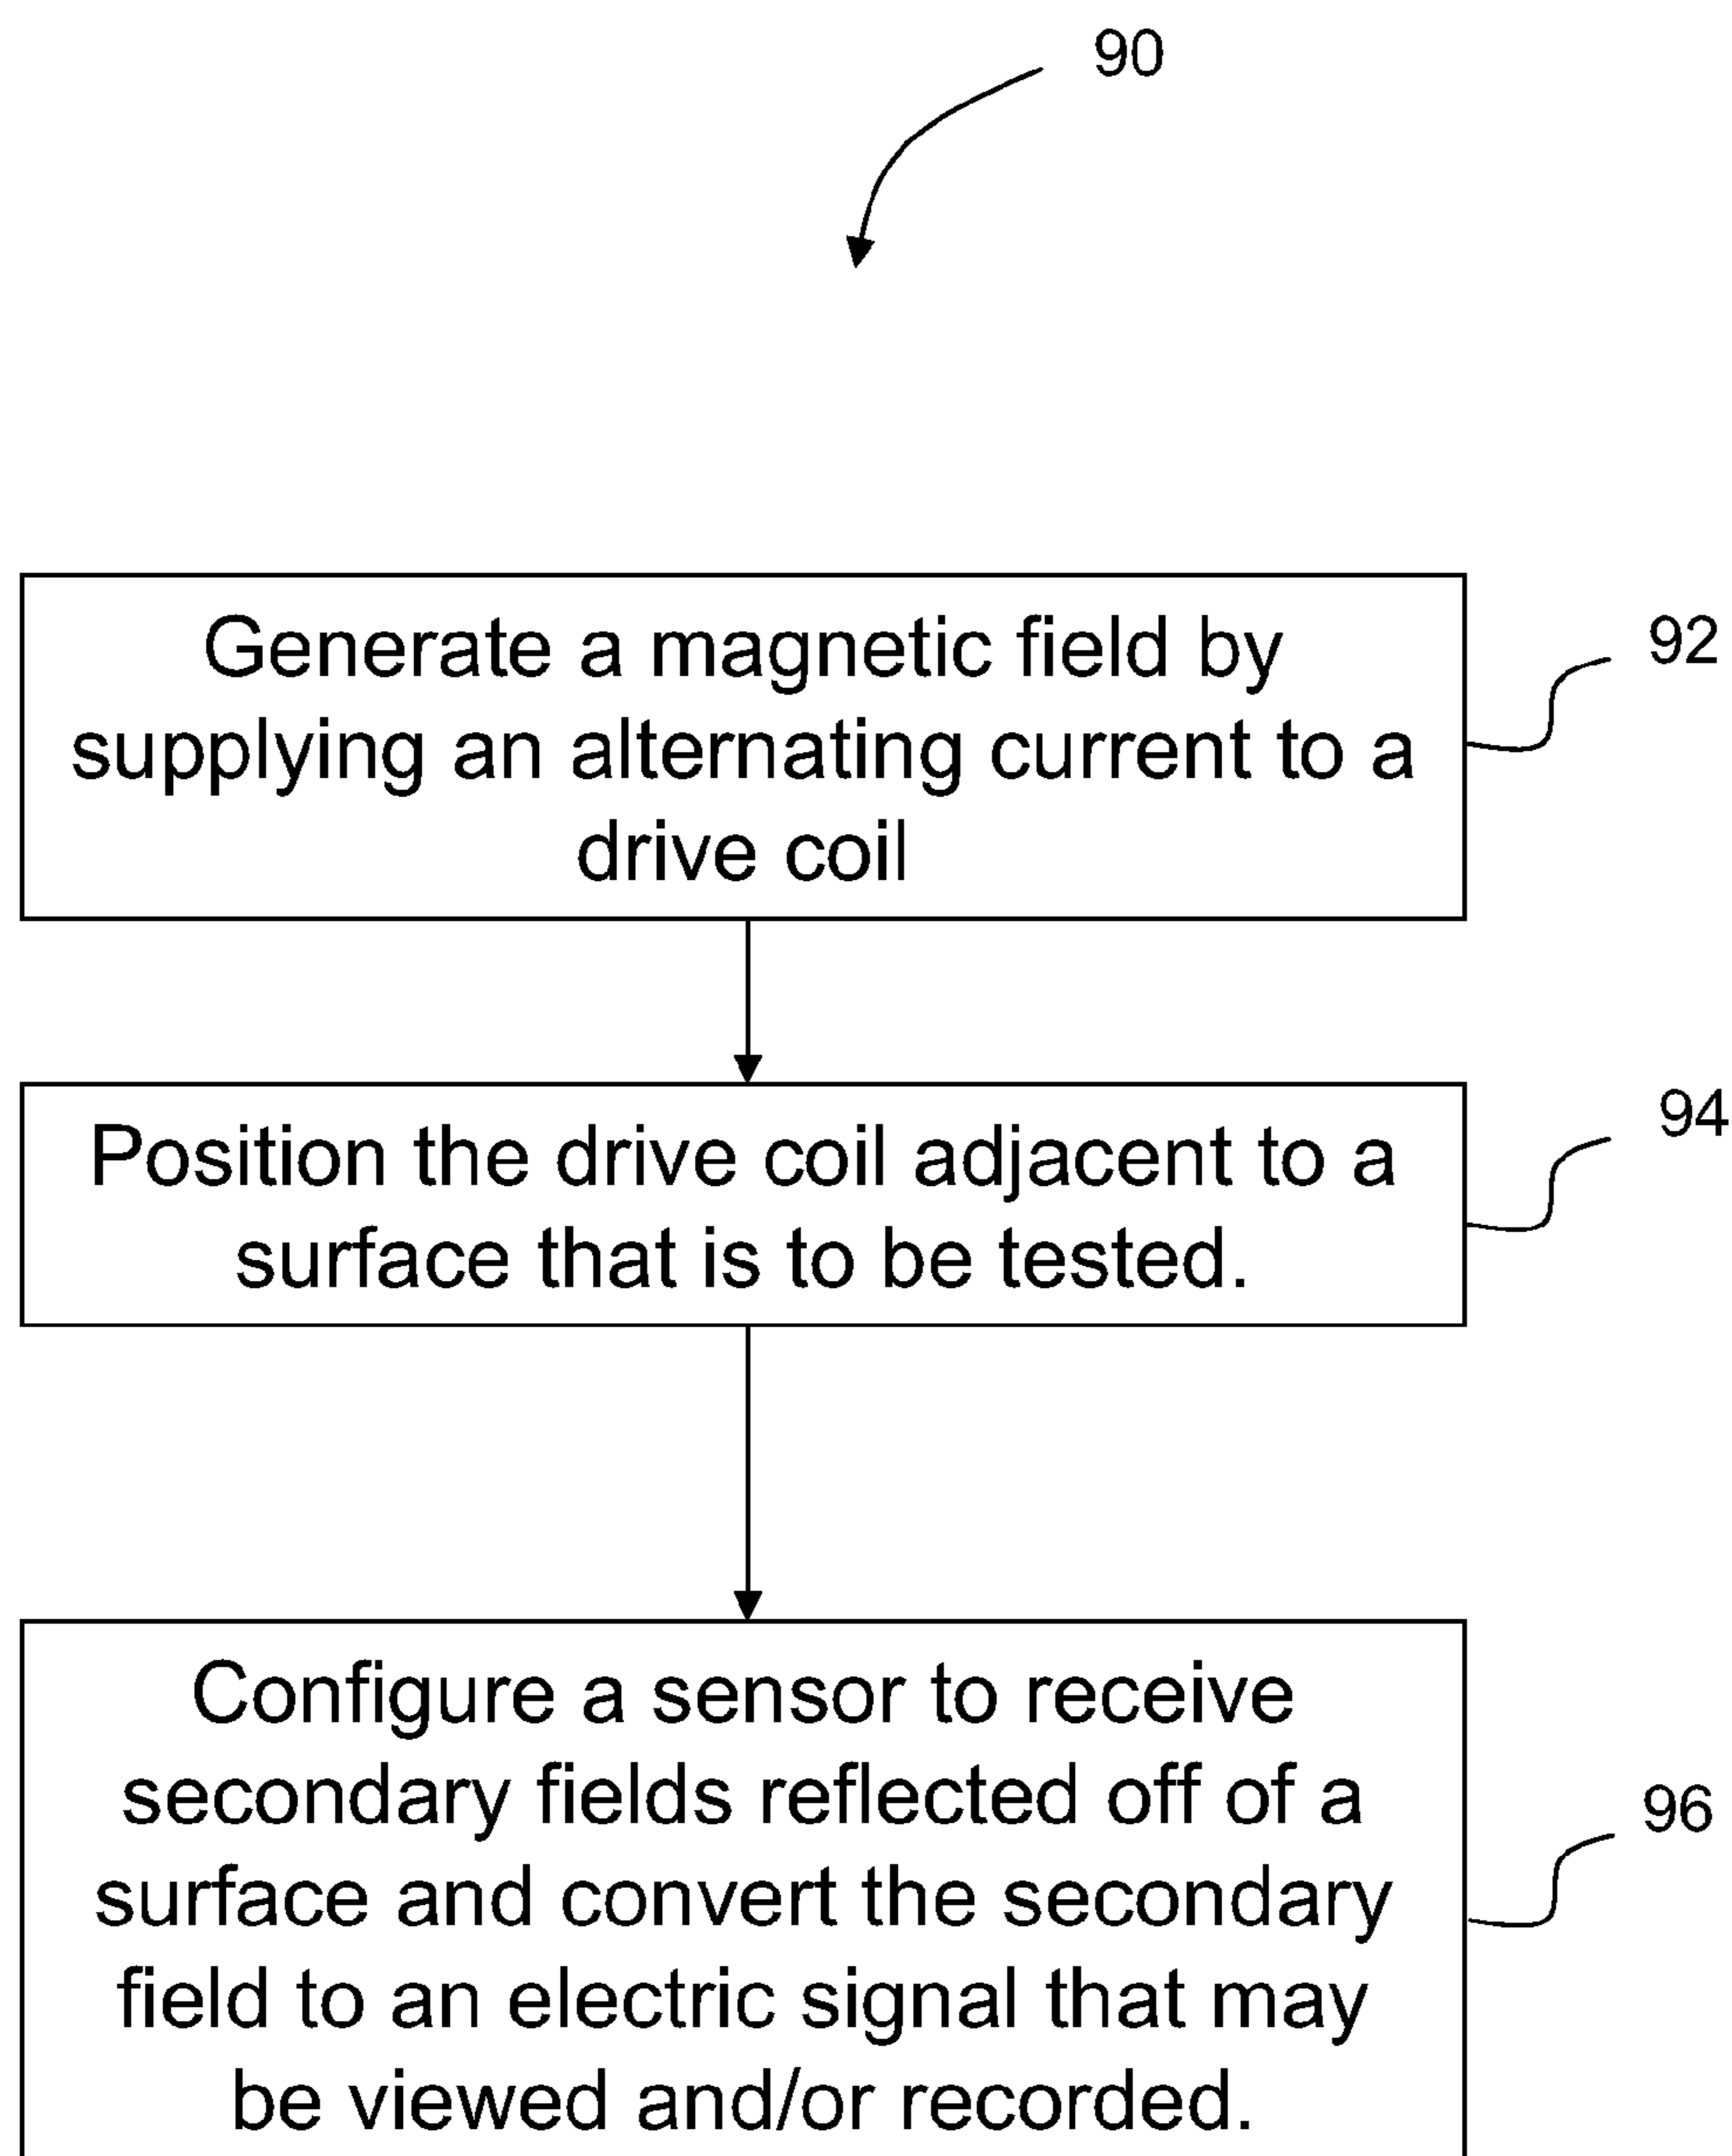 90
Generate a magnetic field by
supplying an alternating current to a
drive coil
92
Position the drive coil adjacent to a
surface that is to be tested.
94
Configure a sensor to receive
secondary fields reflected off of a
surface and convert the secondary
field to an electric signal that may
be viewed and/or recorded.
96